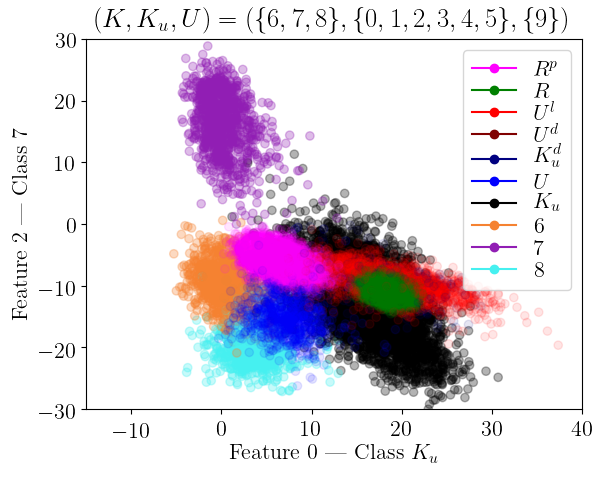 (K, K_u, U) = ({6, 7, 8}, {0, 1, 2, 3, 4, 5}, {9})
30
20
10
0
−10
−20
−30
Feature 2 — Class 7
R^p
R
U^l
U^d
K_u^d
U
K_u
6
7
8
−10
0
10
20
30
40
Feature 0 — Class K_u